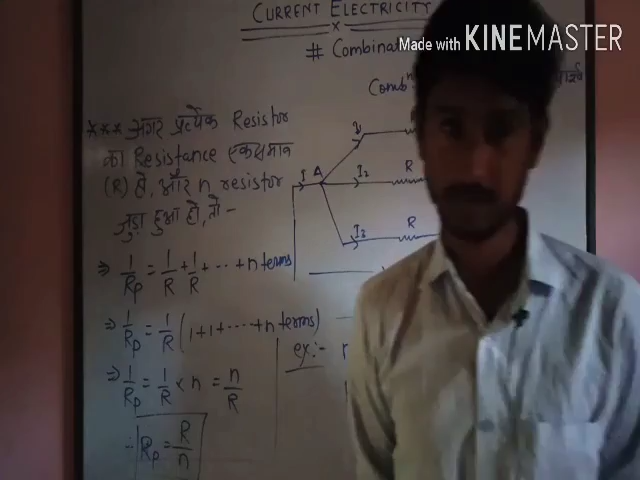 CURRENT ELECTRICITY
×
# Combina
Made with KINEMASTER
Comb
*** अगर प्रत्येक Resistor
का Resistance एकसमान
(R) हो, और n resistor
जुड़ा हुआ हो, तो -
I A I₂ R
I₃ R
⇒ 1/Rp = 1/R + 1/R + ··· + n terms
⇒ 1/Rp = 1/R (1+1+ ···· + n terms)
ex:-
⇒ 1/Rp = 1/R × n = n/R
∴ Rp = R/n